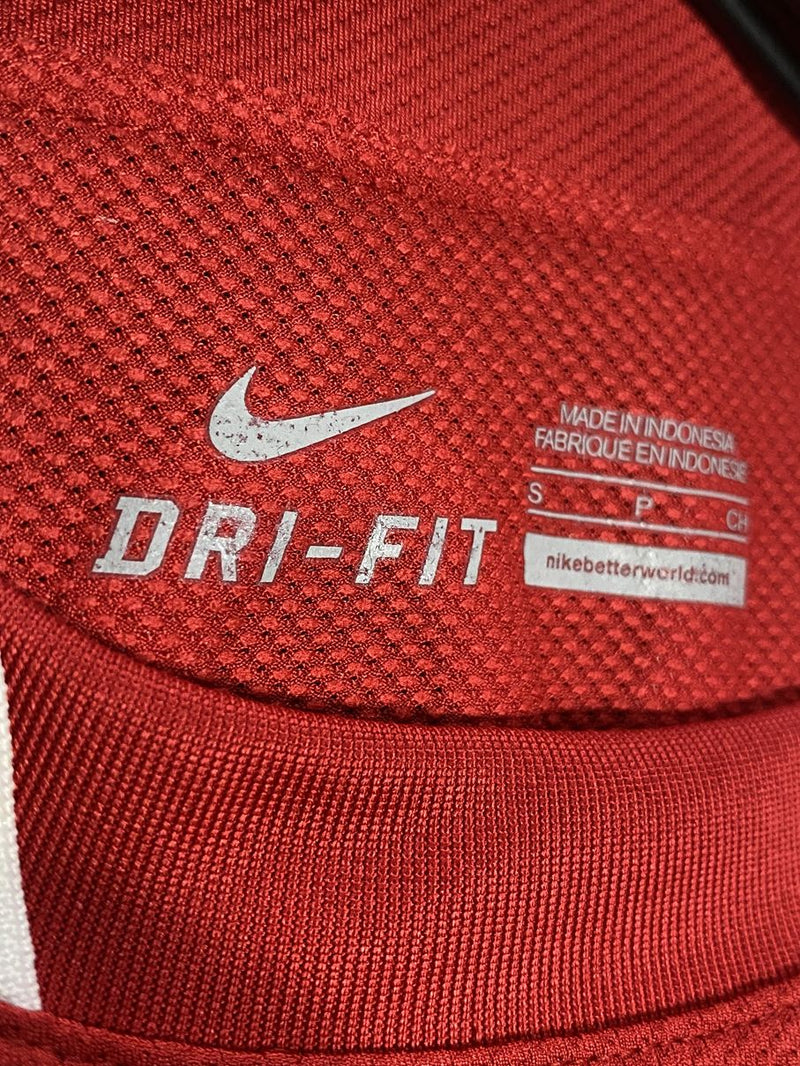 DRI-FIT
MADE IN INDONESIA
FABRIQUE EN INDONESIE
S P CH
nikebetterworld.com